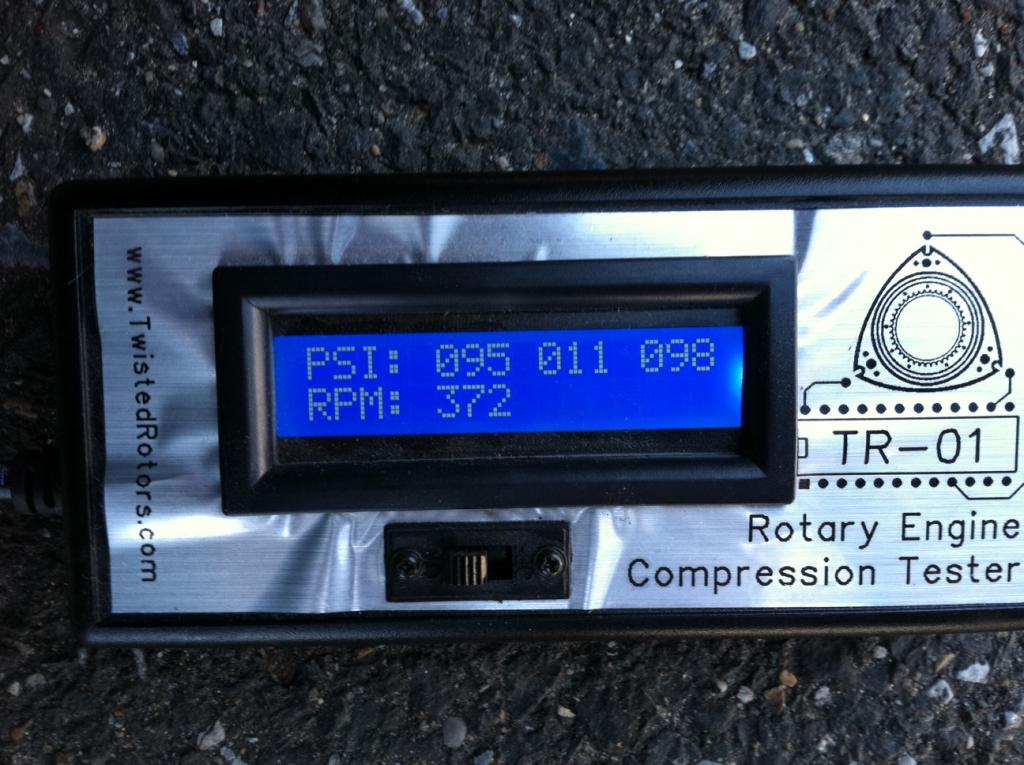 www.TwistedRotors.com
PSI: 095 011 098
RPM: 372
TR-01
Rotary Engine
Compression Tester